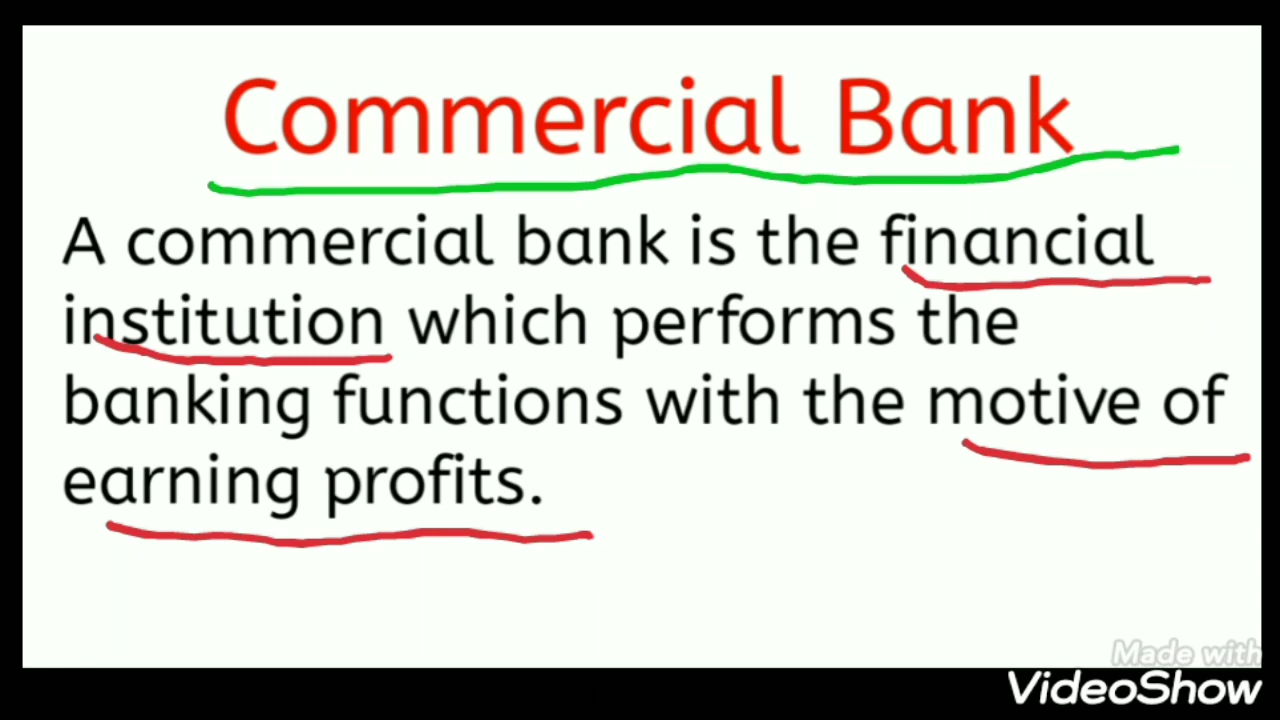 Commercial Bank
A commercial bank is the financial
institution which performs the
banking functions with the motive of
earning profits.
Made with
VideoShow